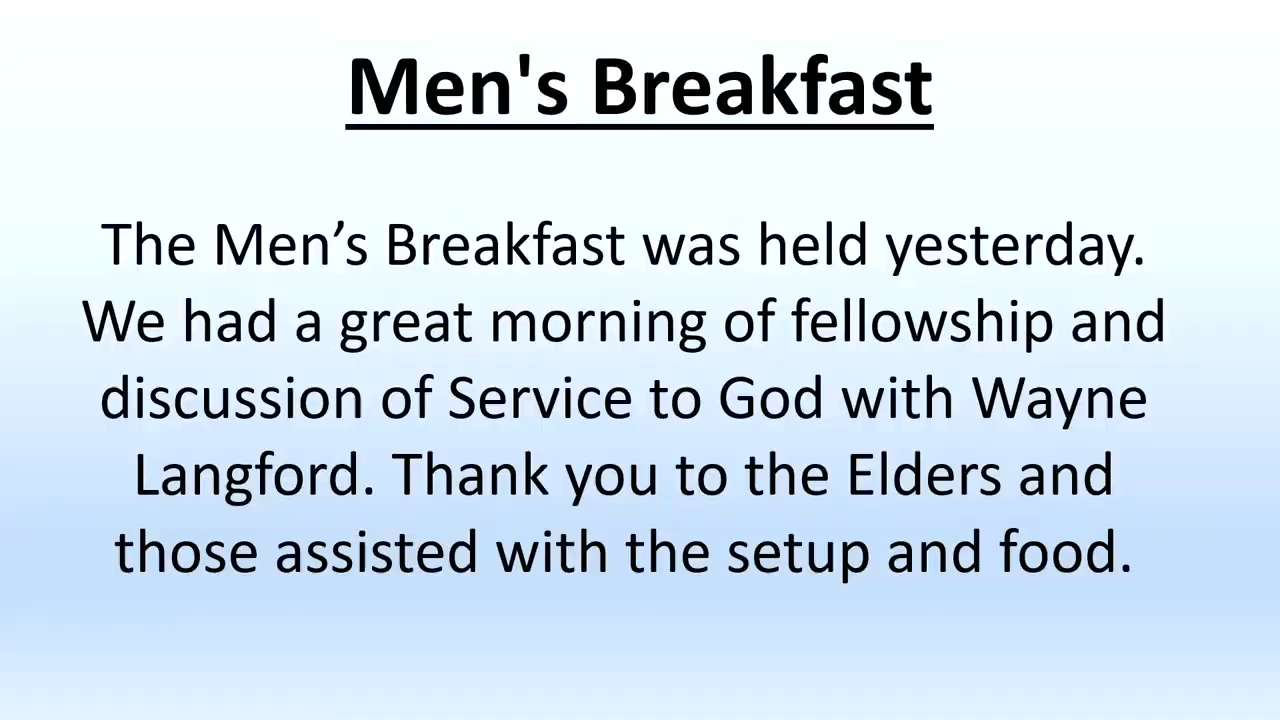 Men's Breakfast
The Men’s Breakfast was held yesterday.
We had a great morning of fellowship and
discussion of Service to God with Wayne
Langford. Thank you to the Elders and
those assisted with the setup and food.